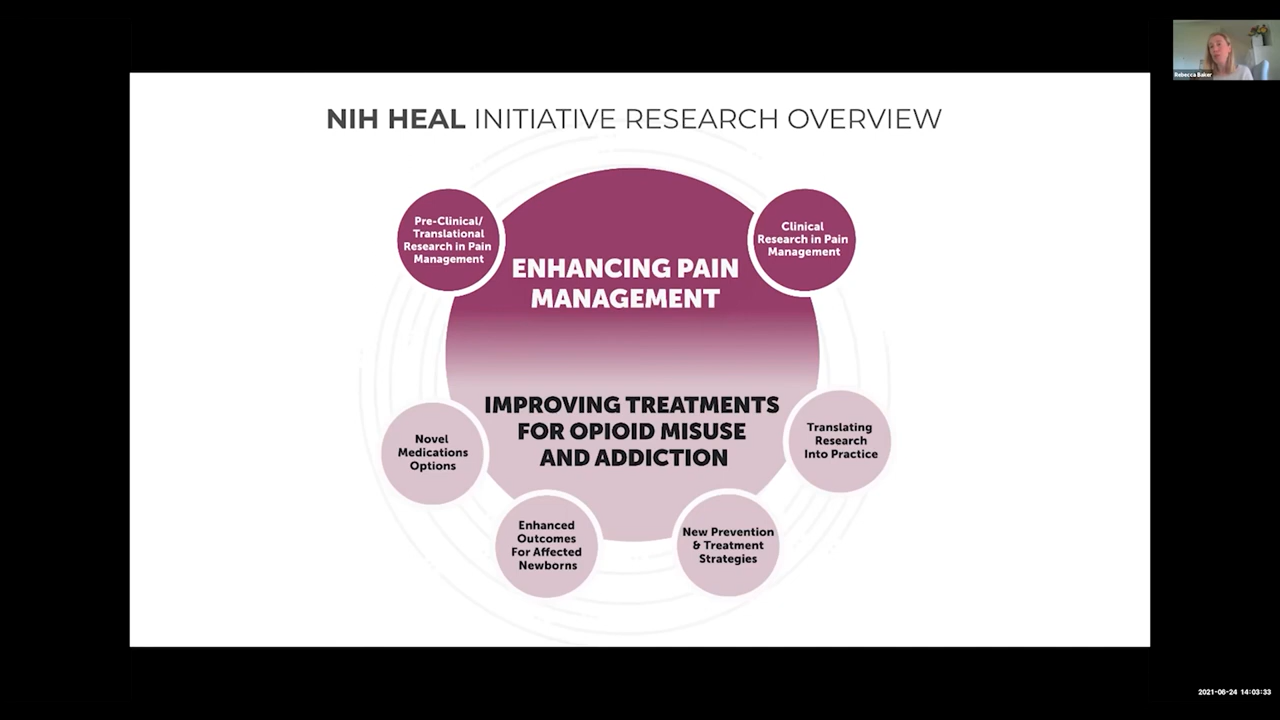 NIH HEAL INITIATIVE RESEARCH OVERVIEW
Pre-Clinical/
Translational
Research in Pain
Management
Clinical
Research in Pain
Management
ENHANCING PAIN
MANAGEMENT
IMPROVING TREATMENTS
FOR OPIOID MISUSE
AND ADDICTION
Novel
Medications
Options
Translating
Research
Into Practice
Enhanced
Outcomes
For Affected
Newborns
New Prevention
& Treatment
Strategies
Rebecca Baker
2021-06-24 14:03:33